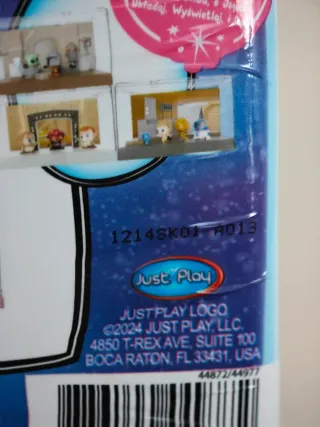 Układaj, Wyświetlaj i
1214SK01 A013
Just Play
JUST PLAY LOGO
©2024 JUST PLAY, LLC.
4850 T-REX AVE, SUITE 100
BOCA RATON, FL 33431, USA
44872/44977